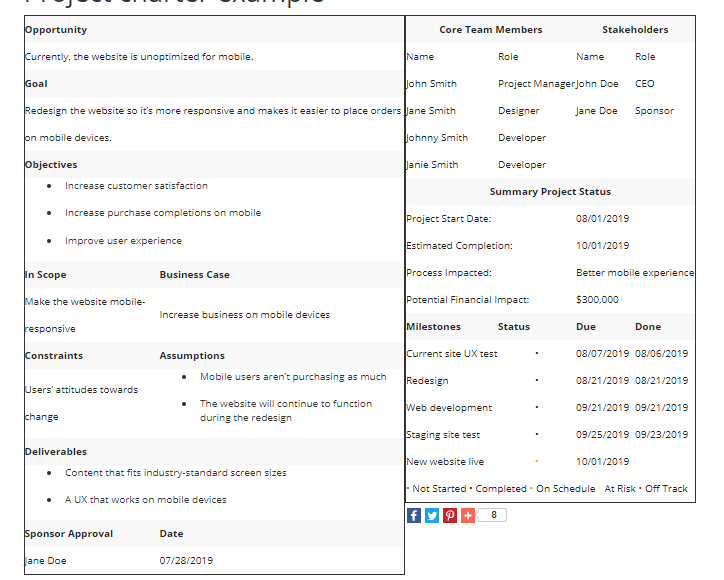 Project charter example
Opportunity
Currently, the website is unoptimized for mobile.
Goal
Redesign the website so it's more responsive and makes it easier to place orders
on mobile devices.
Objectives
• Increase customer satisfaction
• Increase purchase completions on mobile
• Improve user experience
In Scope Business Case
Make the website mobile-
responsive
Increase business on mobile devices
Constraints Assumptions
Users' attitudes towards
change
• Mobile users aren't purchasing as much
• The website will continue to function
during the redesign
Deliverables
• Content that fits industry-standard screen sizes
• A UX that works on mobile devices
Sponsor Approval Date
Jane Doe 07/28/2019
Core Team Members Stakeholders
Name Role Name Role
John Smith Project Manager John Doe CEO
Jane Smith Designer Jane Doe Sponsor
Johnny Smith Developer
Janie Smith Developer
Summary Project Status
Project Start Date: 08/01/2019
Estimated Completion: 10/01/2019
Process Impacted: Better mobile experience
Potential Financial Impact: $300,000
Milestones Status Due Done
Current site UX test • 08/07/2019 08/06/2019
Redesign • 08/21/2019 08/21/2019
Web development • 09/21/2019 09/21/2019
Staging site test • 09/25/2019 09/23/2019
New website live • 10/01/2019
• Not Started • Completed • On Schedule • At Risk • Off Track
8